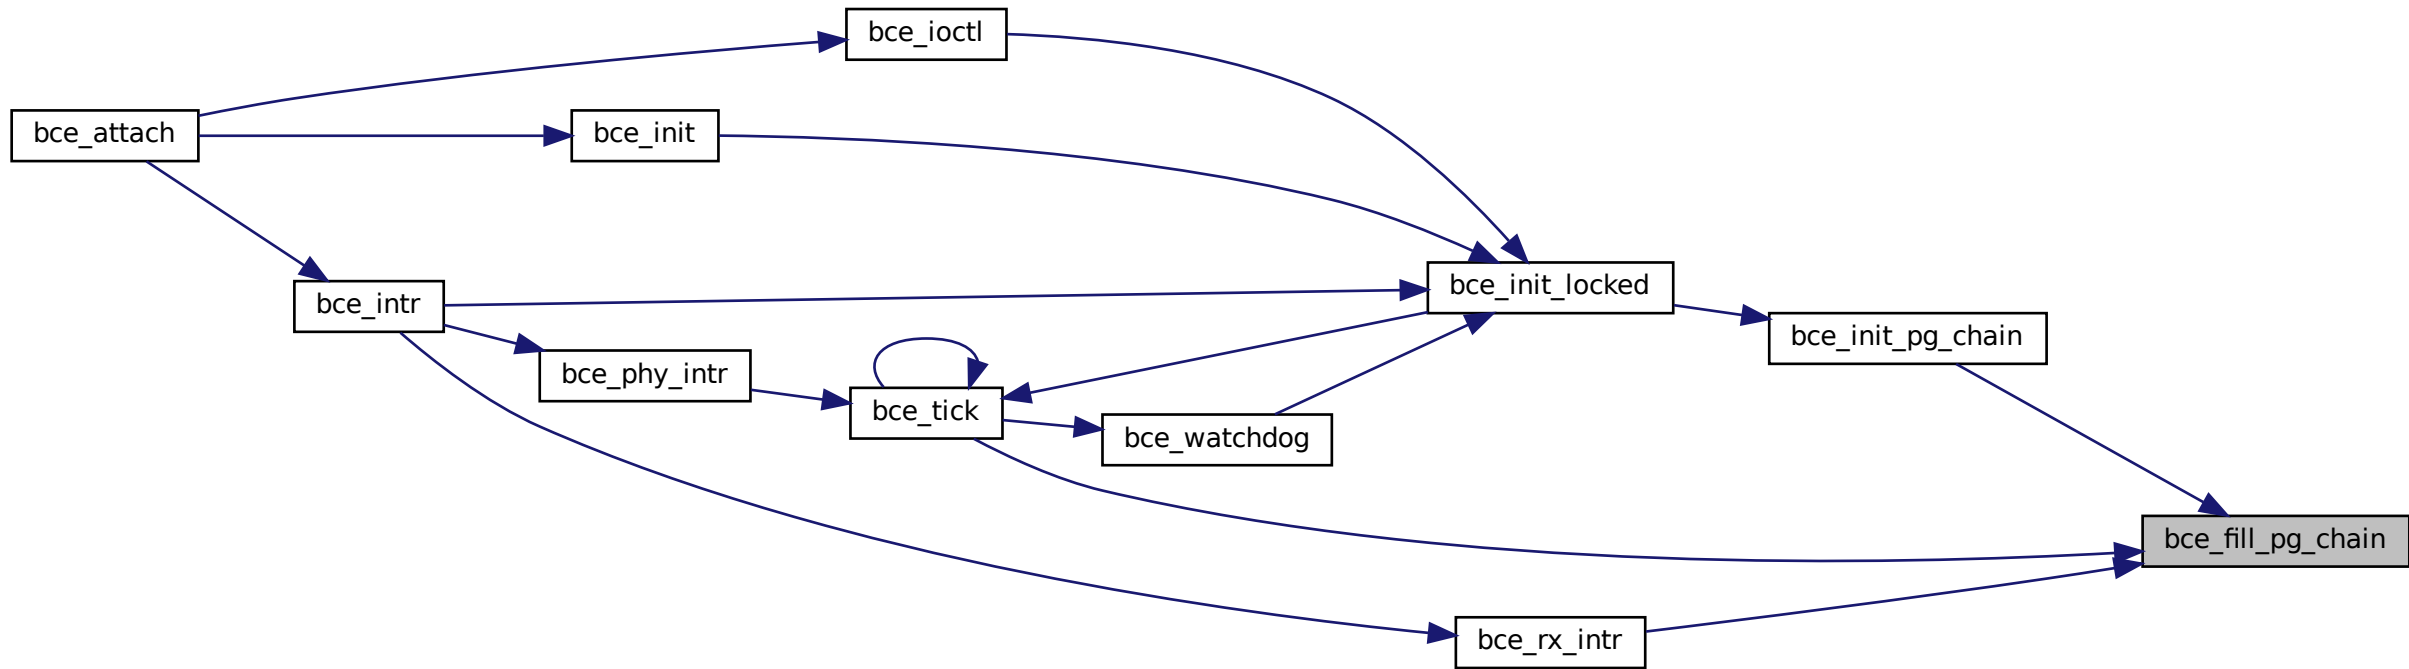 bce_ioctl
bce_attach
bce_init
bce_intr
bce_init_locked
bce_init_pg_chain
bce_phy_intr
bce_tick
bce_watchdog
bce_fill_pg_chain
bce_rx_intr